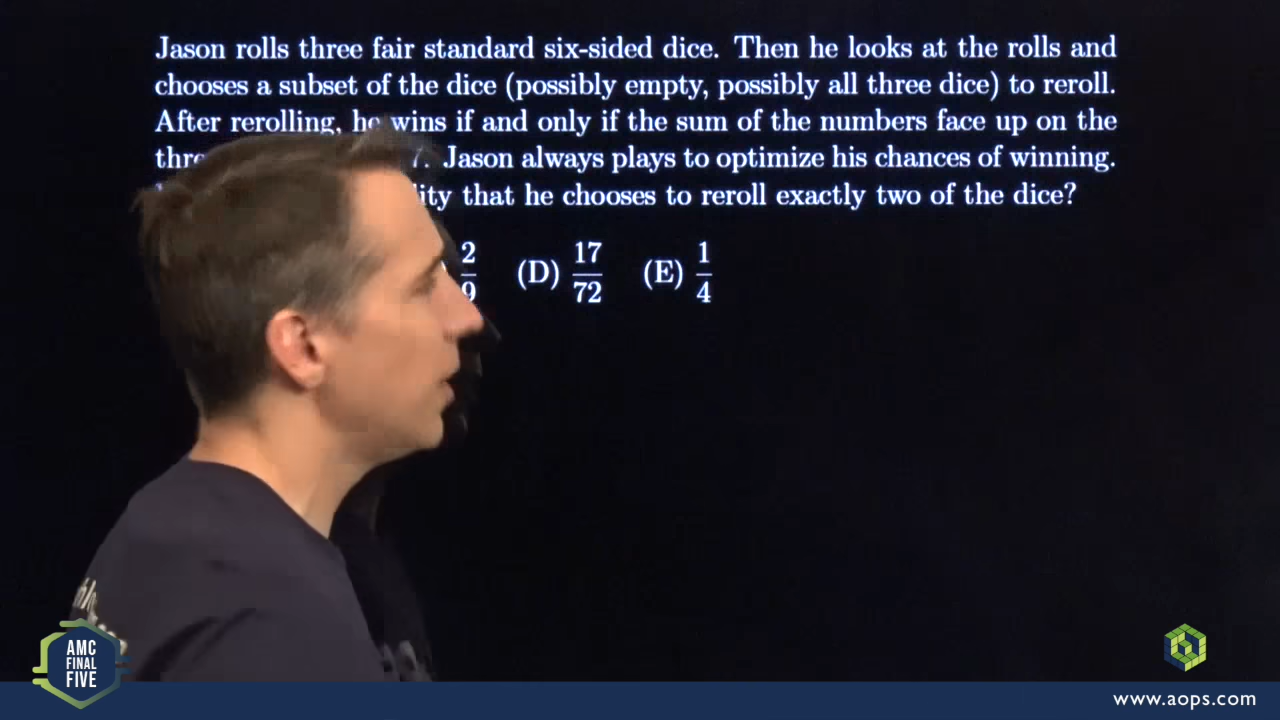 Jason rolls three fair standard six-sided dice. Then he looks at the rolls and
chooses a subset of the dice (possibly empty, possibly all three dice) to reroll.
After rerolling, he wins if and only if the sum of the numbers face up on the
Jason always plays to optimize his chances of winning.
that he chooses to reroll exactly two of the dice?
2/9 (D) 17/72 (E) 1/4
AMC
FINAL
FIVE
www.aops.com